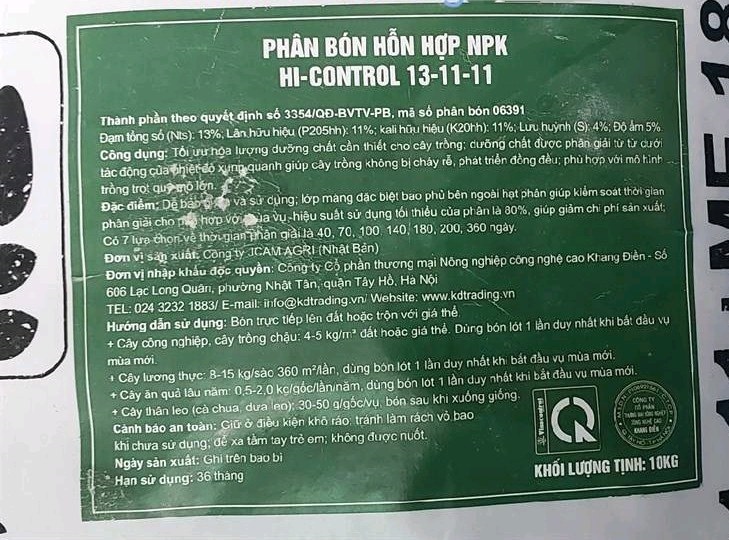 PHÂN BÓN HỖN HỢP NPK
HI-CONTROL 13-11-11
Thành phần theo quyết định số 3354/QĐ-BVTV-PB, mã số phân bón 06391
Đạm tổng số (Nts): 13%, Lân hữu hiệu (P205hh): 11%; kali hữu hiệu (K20hh): 11%; Lưu huỳnh (S): 4%; Độ ẩm 5%
Công dụng: Tối ưu hóa lượng dưỡng chất cần thiết cho cây trồng; dưỡng chất được phân giải từ từ dưới
tác động của nhiệt độ xung quanh giúp cây trồng không bị cháy rễ, phát triển đồng đều; phù hợp với mô hình
trồng trọt quy mô lớn
Đặc điểm: Dễ bảo và sử dụng; lớp màng dặc biệt bao phủ bên ngoài hạt phân giúp kiểm soát thời gian
phân giải cho hợp với mùa vụ-hiệu suất sử dụng tối thiểu của phân là 80%, giúp giảm chi phí sản xuất;
Có 7 lựa chọn về thời gian phân giải là 40, 70, 100 140, 180, 200, 360 ngày.
Đơn vị sản xuất: Công ty JCAM AGRI (Nhật Bản)
Đơn vị nhập khẩu độc quyền: Công ty Cổ phần thương mại Nông nghiệp công nghệ cao Khang Điền - Số
606 Lạc Long Quân, phường Nhật Tân, quận Tây Hồ, Hà Nội
TEL: 024 3232 1883/ E-mail: info@kdtrading.vn/ Website: www.kdtrading.vn
Hướng dẫn sử dụng: Bón trực tiếp lên đất hoặc trộn với giá thể
+ Cây công nghiệp, cây trồng chậu: 4-5 kg/m³ đất hoặc giá thể. Dùng bón lót 1 lần duy nhất khi bắt đầu vụ
mùa mới.
+ Cây lương thực: 8-15 kg/sào 360 m²/lần, dùng bón lót 1 lần duy nhất khi bắt đầu vụ mùa mới.
+ Cây ăn quả lâu năm: 0,5-2,0 kg/gốc/lần/năm, dùng bón lót 1 lần duy nhất khi bắt đầu vụ mùa mới.
+ Cây thân leo (cà chua, dưa leo): 30-50 g/gốc/vụ, bón sau khi xuống giống.
Cảnh báo an toàn: Giữ ở điều kiện khô ráo; tránh làm rách vỏ bao
khi chưa sử dụng; để xa tầm tay trẻ em; không được nuốt.
Ngày sản xuất: Ghi trên bao bì
Hạn sử dụng: 36 tháng
Vinacontrol
CÔNG TY
CỔ PHẦN
THƯƠNG MẠI NÔNG NGHIỆP
CÔNG NGHỆ CAO
KHANG ĐIỀN
KHỐI LƯỢNG TỊNH: 10KG